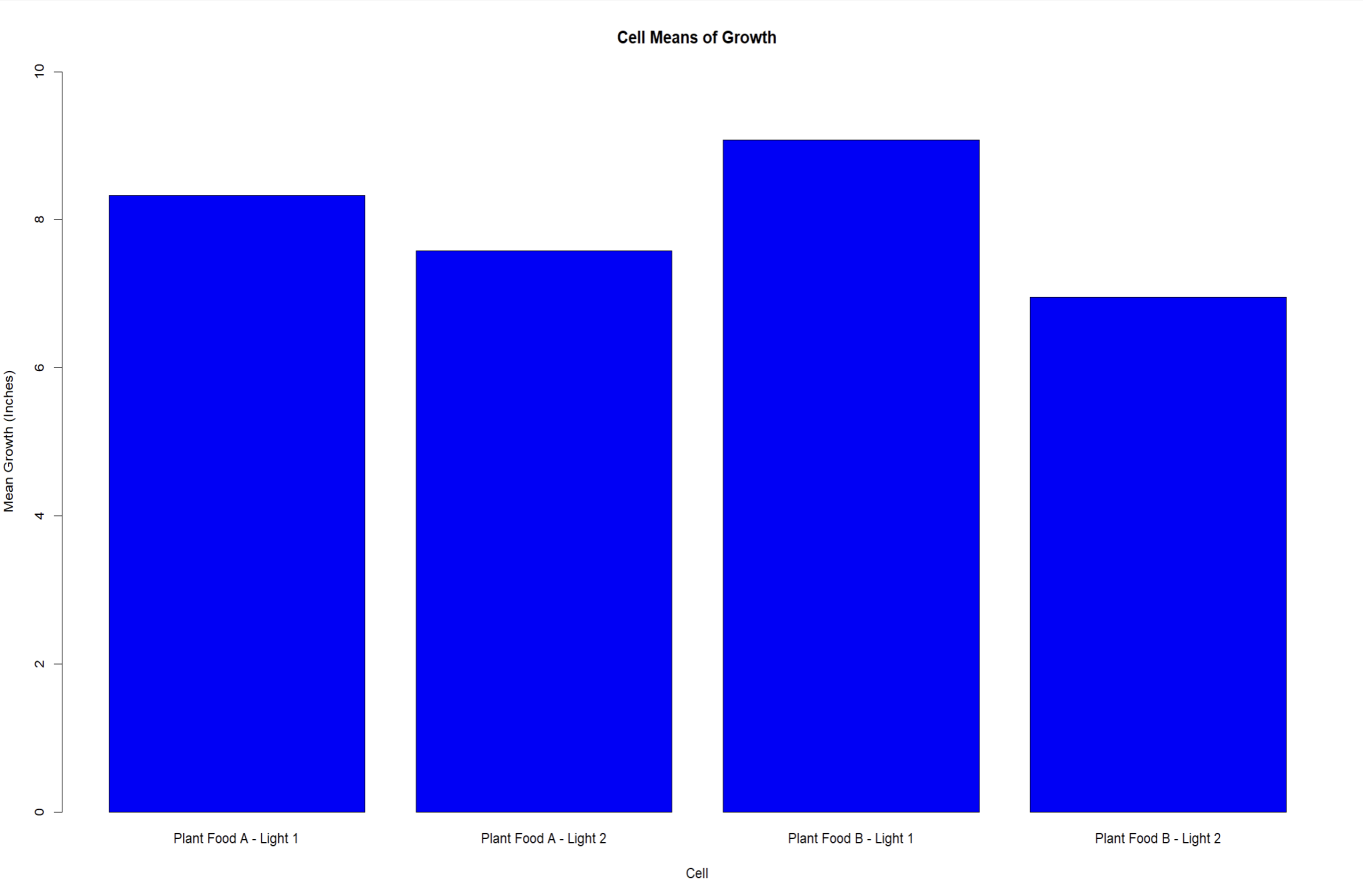 Cell Means of Growth
10
8
6
4
2
0
Mean Growth (Inches)
Plant Food A - Light 1
Plant Food A - Light 2
Plant Food B - Light 1
Plant Food B - Light 2
Cell